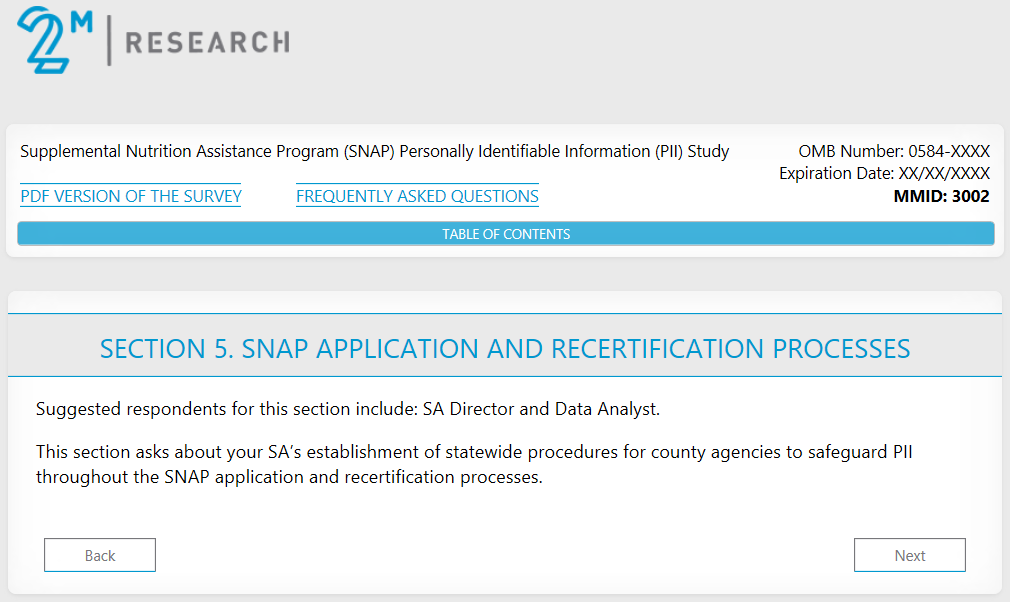 2M RESEARCH
Supplemental Nutrition Assistance Program (SNAP) Personally Identifiable Information (PII) Study
OMB Number: 0584-XXXX
Expiration Date: XX/XX/XXXX
PDF VERSION OF THE SURVEY
FREQUENTLY ASKED QUESTIONS
MMID: 3002
TABLE OF CONTENTS
SECTION 5. SNAP APPLICATION AND RECERTIFICATION PROCESSES
Suggested respondents for this section include: SA Director and Data Analyst.
This section asks about your SA’s establishment of statewide procedures for county agencies to safeguard PII
throughout the SNAP application and recertification processes.
Back
Next